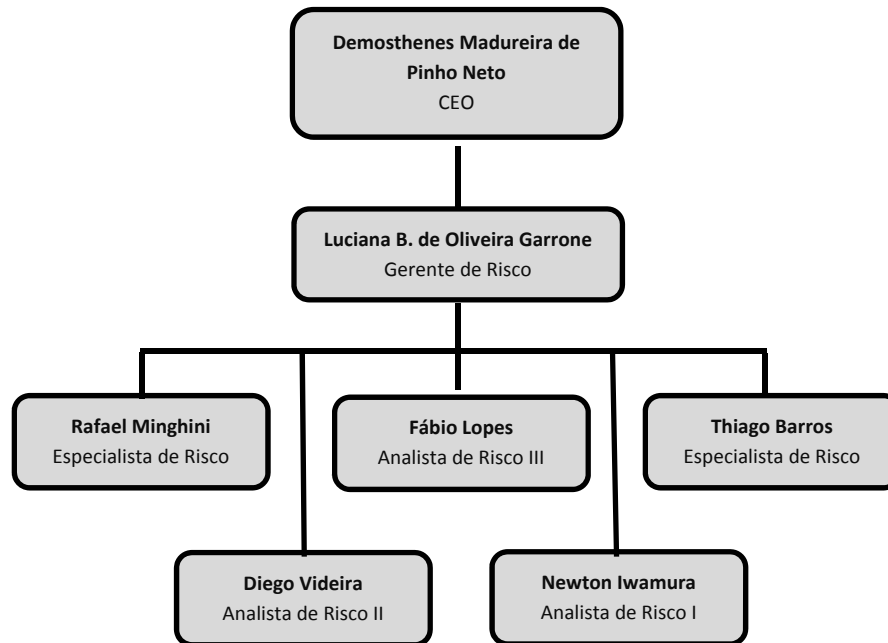 Demosthenes Madureira de
Pinho Neto
CEO
Luciana B. de Oliveira Garrone
Gerente de Risco
Rafael Minghini
Especialista de Risco
Fábio Lopes
Analista de Risco III
Thiago Barros
Especialista de Risco
Diego Videira
Analista de Risco II
Newton Iwamura
Analista de Risco I